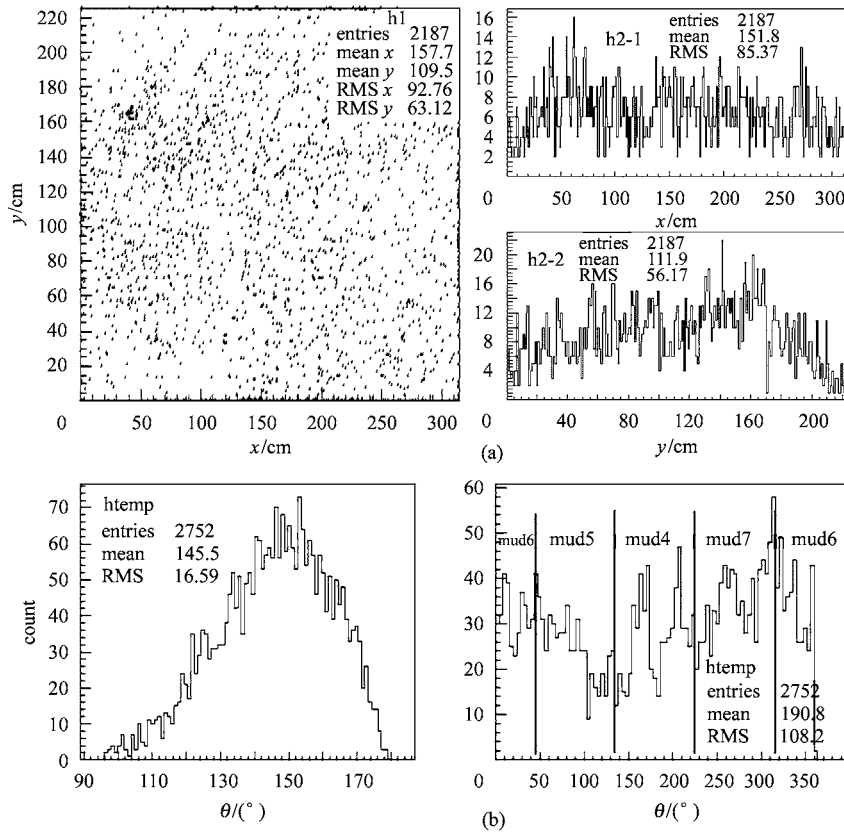 h1
entries 2187
mean x 157.7
mean y 109.5
RMS x 92.76
RMS y 63.12
220
200
180
160
140
120
100
80
60
40
20
0
50 100 150 200 250 300
y/cm
x/cm
h2-1
entries 2187
mean 151.8
RMS 85.37
16
14
12
10
8
6
4
2
0 50 100 150 200 250 300
x/cm
h2-2
entries 2187
mean 111.9
RMS 56.17
20
16
12
8
4
0 40 80 120 160 200
y/cm
(a)
htemp
entries 2752
mean 145.5
RMS 16.59
70
60
50
40
30
20
10
0
90 110 130 150 170
count
θ/(°)
60
50
40
30
20
10
0 50 100 150 200 250 300 350
mud6 mud5 mud4 mud7 mud6
htemp
entries 2752
mean 190.8
RMS 108.2
θ/(°)
(b)